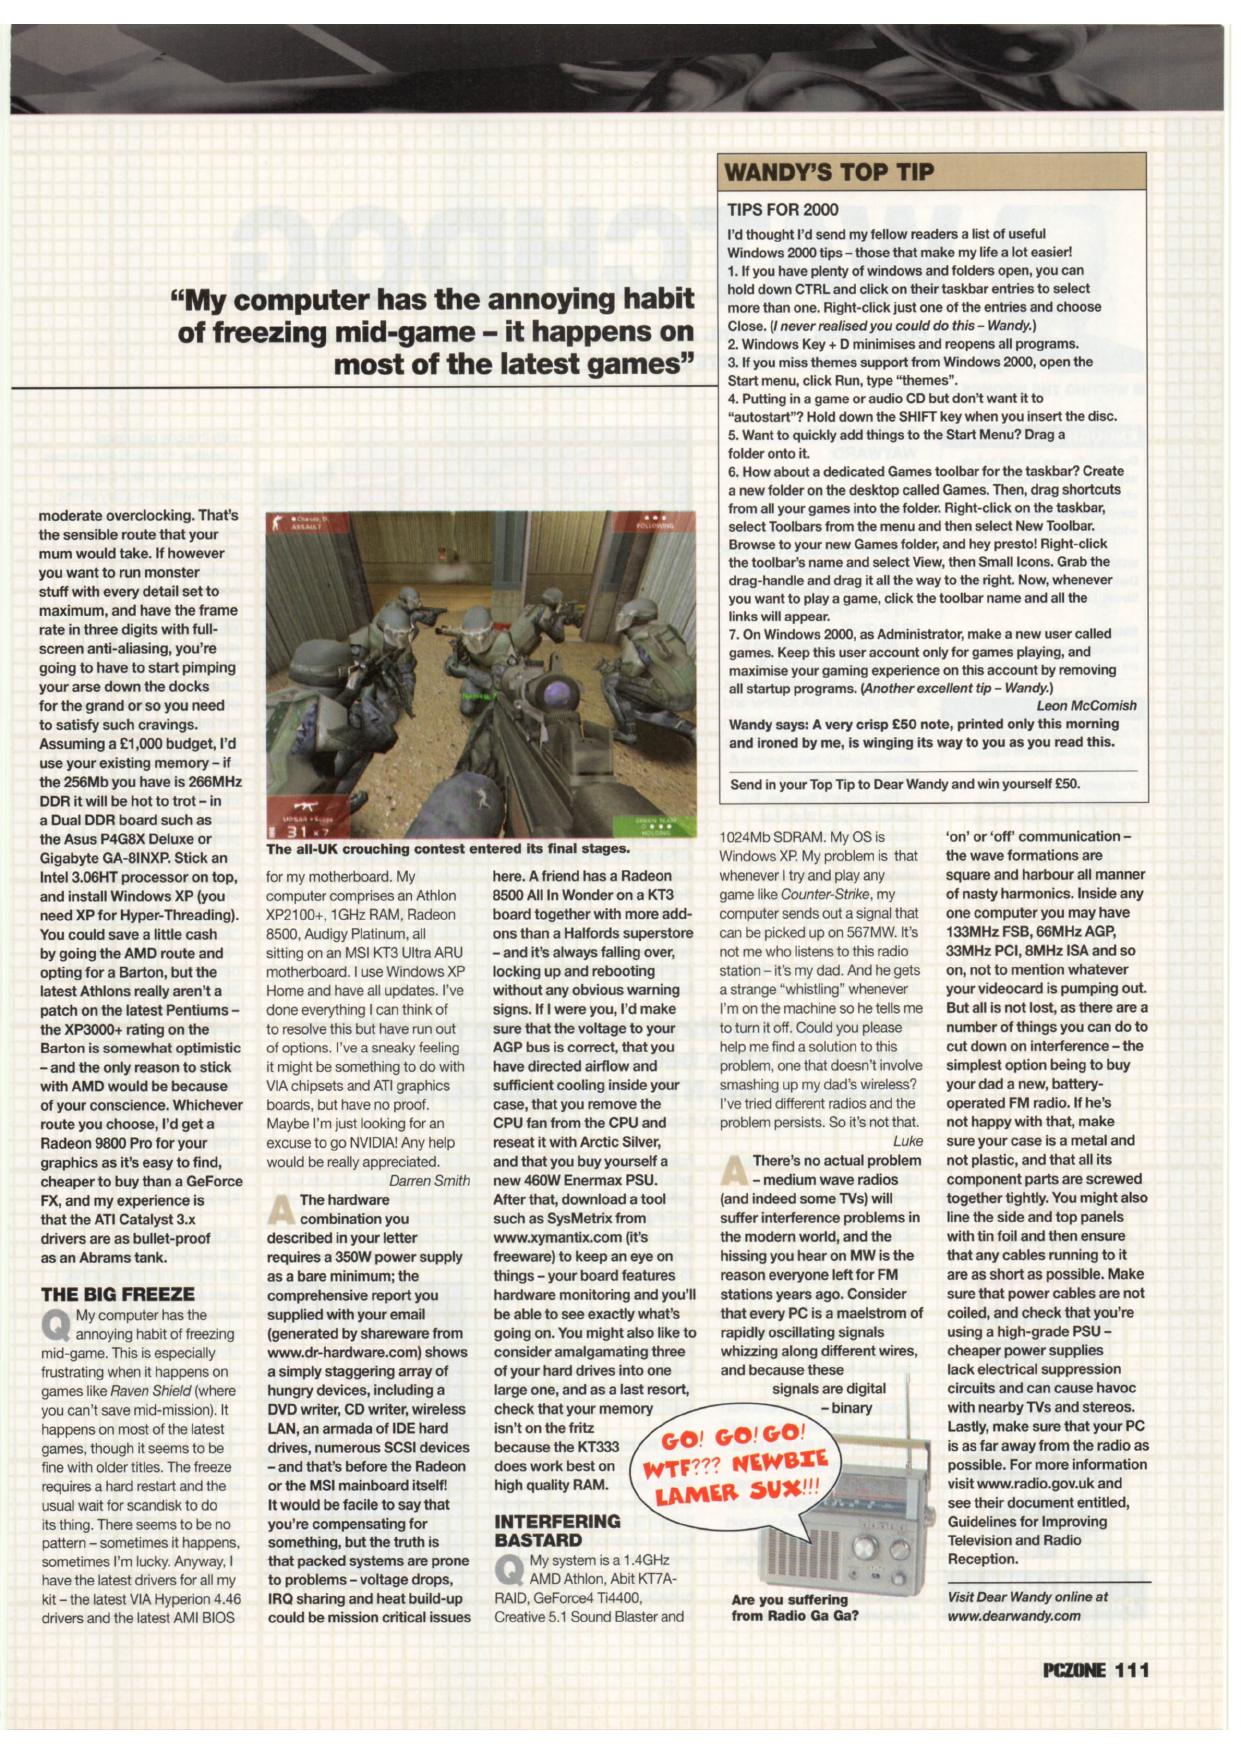 "My computer has the annoying habit
of freezing mid-game – it happens on
most of the latest games"
WANDY'S TOP TIP
TIPS FOR 2000
I'd thought I'd send my fellow readers a list of useful
Windows 2000 tips – those that make my life a lot easier!
1. If you have plenty of windows and folders open, you can
hold down CTRL and click on their taskbar entries to select
more than one. Right-click just one of the entries and choose
Close. (I never realised you could do this – Wandy.)
2. Windows Key + D minimises and reopens all programs.
3. If you miss themes support from Windows 2000, open the
Start menu, click Run, type "themes".
4. Putting in a game or audio CD but don't want it to
"autostart"? Hold down the SHIFT key when you insert the disc.
5. Want to quickly add things to the Start Menu? Drag a
folder onto it.
6. How about a dedicated Games toolbar for the taskbar? Create
a new folder on the desktop called Games. Then, drag shortcuts
from all your games into the folder. Right-click on the taskbar,
select Toolbars from the menu and then select New Toolbar.
Browse to your new Games folder, and hey presto! Right-click
the toolbar's name and select View, then Small Icons. Grab the
drag-handle and drag it all the way to the right. Now, whenever
you want to play a game, click the toolbar name and all the
links will appear.
7. On Windows 2000, as Administrator, make a new user called
games. Keep this user account only for games playing, and
maximise your gaming experience on this account by removing
all startup programs. (Another excellent tip – Wandy.)
Leon McComish
Wandy says: A very crisp £50 note, printed only this morning
and ironed by me, is winging its way to you as you read this.
Send in your Top Tip to Dear Wandy and win yourself £50.
moderate overclocking. That's
the sensible route that your
mum would take. If however
you want to run monster
stuff with every detail set to
maximum, and have the frame
rate in three digits with full-
screen anti-aliasing, you're
going to have to start pimping
your arse down the docks
for the grand or so you need
to satisfy such cravings.
Assuming a £1,000 budget, I'd
use your existing memory – if
the 256Mb you have is 266MHz
DDR it will be hot to trot – in
a Dual DDR board such as
the Asus P4G8X Deluxe or
Gigabyte GA-8INXP. Stick an
Intel 3.06HT processor on top,
and install Windows XP (you
need XP for Hyper-Threading).
You could save a little cash
by going the AMD route and
opting for a Barton, but the
latest Athlons really aren't a
patch on the latest Pentiums –
the XP3000+ rating on the
Barton is somewhat optimistic
– and the only reason to stick
with AMD would be because
of your conscience. Whichever
route you choose, I'd get a
Radeon 9800 Pro for your
graphics as it's easy to find,
cheaper to buy than a GeForce
FX, and my experience is
that the ATI Catalyst 3.x
drivers are as bullet-proof
as an Abrams tank.
THE BIG FREEZE
Q My computer has the
annoying habit of freezing
mid-game. This is especially
frustrating when it happens on
games like Raven Shield (where
you can't save mid-mission). It
happens on most of the latest
games, though it seems to be
fine with older titles. The freeze
requires a hard restart and the
usual wait for scandisk to do
its thing. There seems to be no
pattern – sometimes it happens,
sometimes I'm lucky. Anyway, I
have the latest drivers for all my
kit – the latest VIA Hyperion 4.46
drivers and the latest AMI BIOS
ASSAULT
FOLLOWING
31 x 7
GREEN TEAM
HOLDING
The all-UK crouching contest entered its final stages.
for my motherboard. My
computer comprises an Athlon
XP2100+, 1GHz RAM, Radeon
8500, Audigy Platinum, all
sitting on an MSI KT3 Ultra ARU
motherboard. I use Windows XP
Home and have all updates. I've
done everything I can think of
to resolve this but have run out
of options. I've a sneaky feeling
it might be something to do with
VIA chipsets and ATI graphics
boards, but have no proof.
Maybe I'm just looking for an
excuse to go NVIDIA! Any help
would be really appreciated.
Darren Smith
A The hardware
combination you
described in your letter
requires a 350W power supply
as a bare minimum; the
comprehensive report you
supplied with your email
(generated by shareware from
www.dr-hardware.com) shows
a simply staggering array of
hungry devices, including a
DVD writer, CD writer, wireless
LAN, an armada of IDE hard
drives, numerous SCSI devices
– and that's before the Radeon
or the MSI mainboard itself!
It would be facile to say that
you're compensating for
something, but the truth is
that packed systems are prone
to problems – voltage drops,
IRQ sharing and heat build-up
could be mission critical issues
here. A friend has a Radeon
8500 All In Wonder on a KT3
board together with more add-
ons than a Halfords superstore
– and it's always falling over,
locking up and rebooting
without any obvious warning
signs. If I were you, I'd make
sure that the voltage to your
AGP bus is correct, that you
have directed airflow and
sufficient cooling inside your
case, that you remove the
CPU fan from the CPU and
reseat it with Arctic Silver,
and that you buy yourself a
new 460W Enermax PSU.
After that, download a tool
such as SysMetrix from
www.xymantix.com (it's
freeware) to keep an eye on
things – your board features
hardware monitoring and you'll
be able to see exactly what's
going on. You might also like to
consider amalgamating three
of your hard drives into one
large one, and as a last resort,
check that your memory
isn't on the fritz
because the KT333
does work best on
high quality RAM.
INTERFERING
BASTARD
Q My system is a 1.4GHz
AMD Athlon, Abit KT7A-
RAID, GeForce4 Ti4400,
Creative 5.1 Sound Blaster and
1024Mb SDRAM. My OS is
Windows XP. My problem is that
whenever I try and play any
game like Counter-Strike, my
computer sends out a signal that
can be picked up on 567MW. It's
not me who listens to this radio
station – it's my dad. And he gets
a strange "whistling" whenever
I'm on the machine so he tells me
to turn it off. Could you please
help me find a solution to this
problem, one that doesn't involve
smashing up my dad's wireless?
I've tried different radios and the
problem persists. So it's not that.
Luke
A There's no actual problem
– medium wave radios
(and indeed some TVs) will
suffer interference problems in
the modern world, and the
hissing you hear on MW is the
reason everyone left for FM
stations years ago. Consider
that every PC is a maelstrom of
rapidly oscillating signals
whizzing along different wires,
and because these
signals are digital
– binary
GO! GO! GO!
WTF??? NEWBIE
LAMER SUX!!!
Are you suffering
from Radio Ga Ga?
'on' or 'off' communication –
the wave formations are
square and harbour all manner
of nasty harmonics. Inside any
one computer you may have
133MHz FSB, 66MHz AGP,
33MHz PCI, 8MHz ISA and so
on, not to mention whatever
your videocard is pumping out.
But all is not lost, as there are a
number of things you can do to
cut down on interference – the
simplest option being to buy
your dad a new, battery-
operated FM radio. If he's
not happy with that, make
sure your case is a metal and
not plastic, and that all its
component parts are screwed
together tightly. You might also
line the side and top panels
with tin foil and then ensure
that any cables running to it
are as short as possible. Make
sure that power cables are not
coiled, and check that you're
using a high-grade PSU –
cheaper power supplies
lack electrical suppression
circuits and can cause havoc
with nearby TVs and stereos.
Lastly, make sure that your PC
is as far away from the radio as
possible. For more information
visit www.radio.gov.uk and
see their document entitled,
Guidelines for Improving
Television and Radio
Reception.
Visit Dear Wandy online at
www.dearwandy.com
PCZONE 111